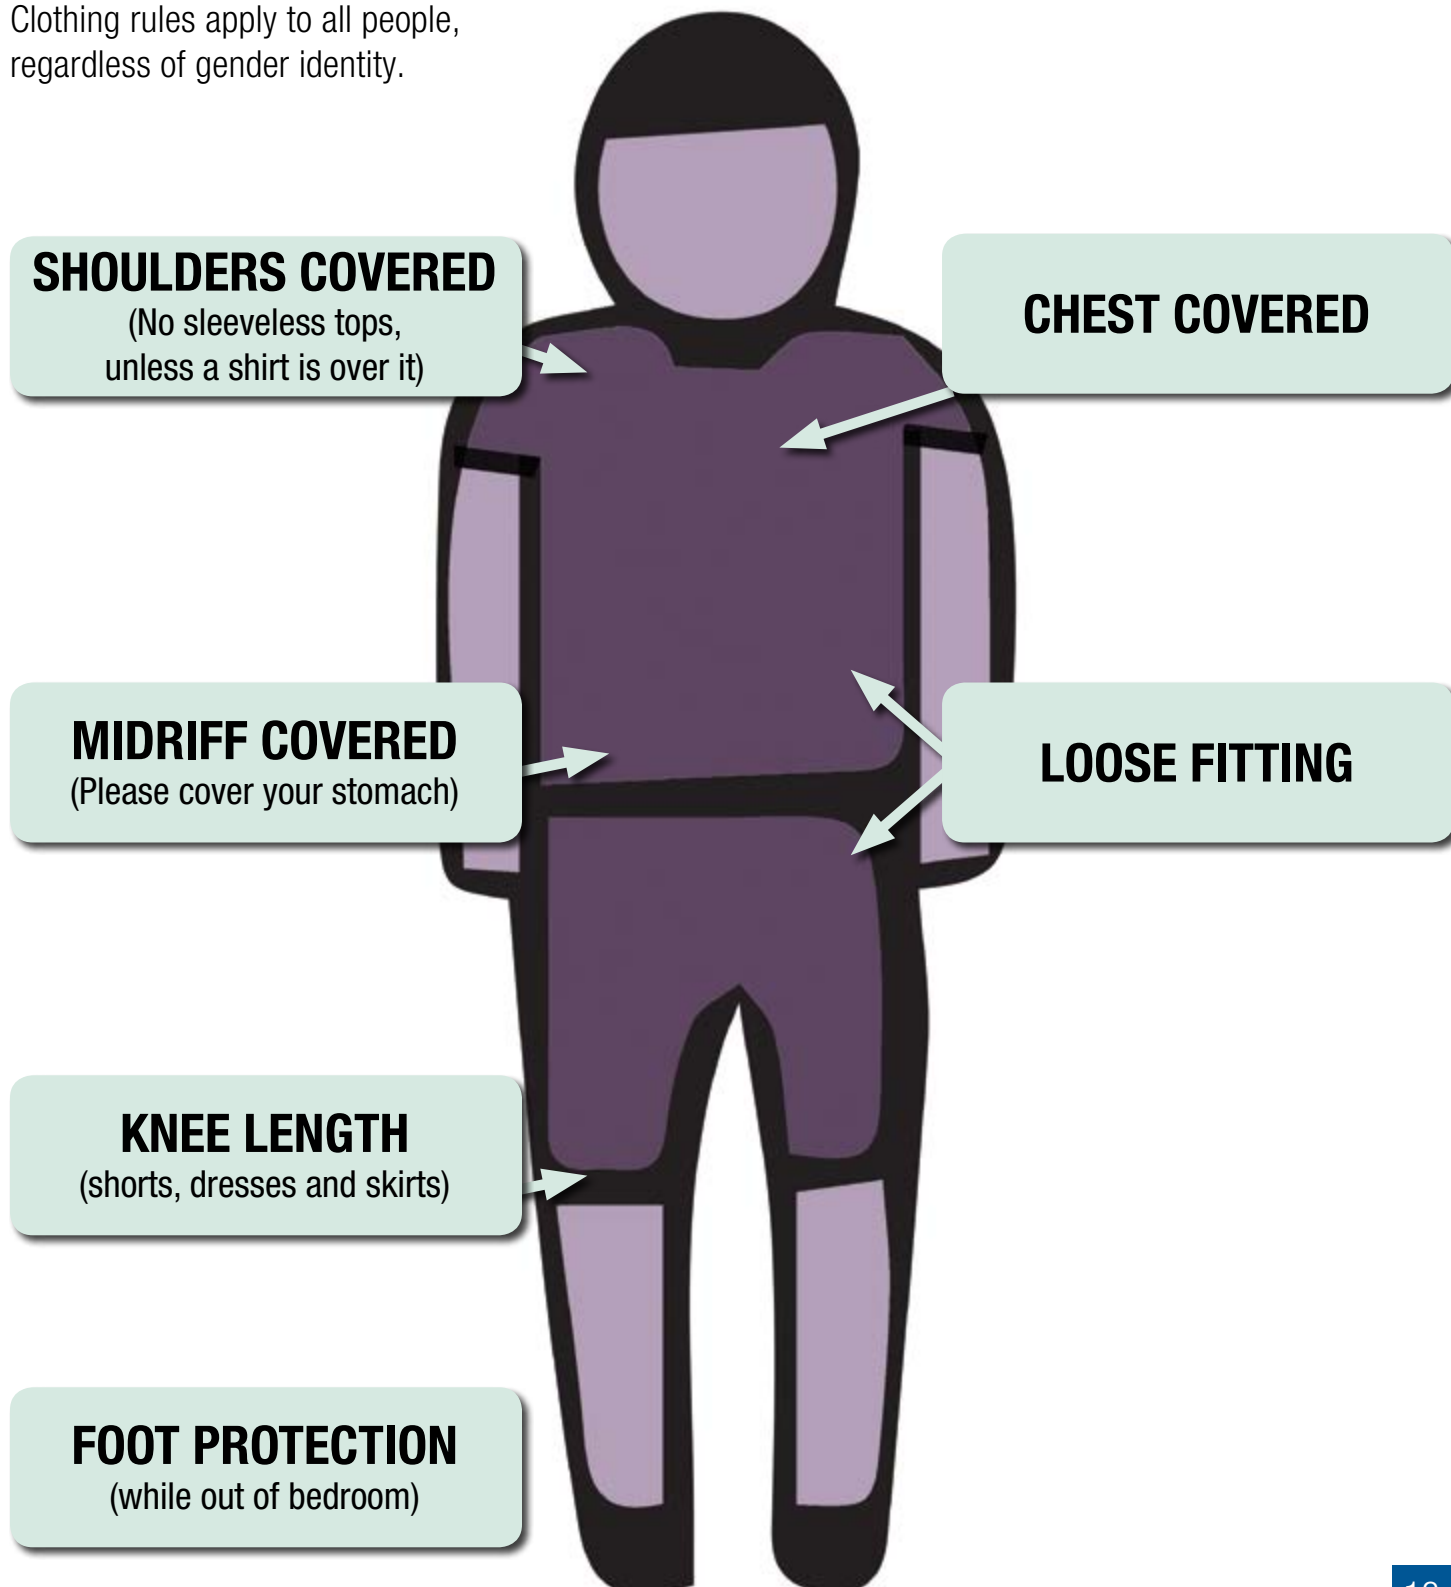 Clothing rules apply to all people,
regardless of gender identity.
SHOULDERS COVERED
(No sleeveless tops,
unless a shirt is over it)
CHEST COVERED
MIDRIFF COVERED
(Please cover your stomach)
LOOSE FITTING
KNEE LENGTH
(shorts, dresses and skirts)
FOOT PROTECTION
(while out of bedroom)